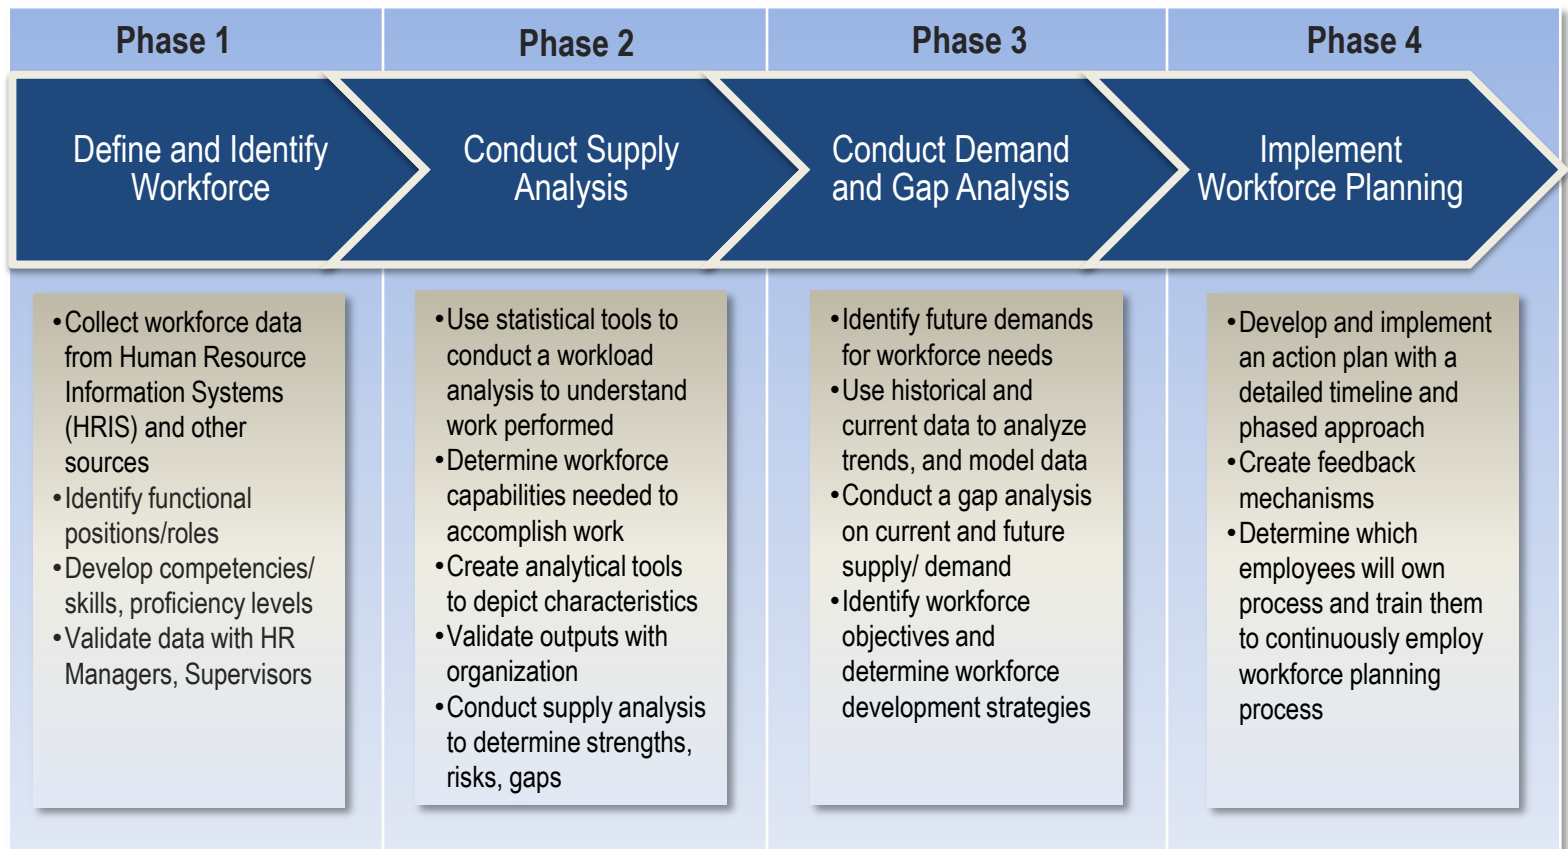 Phase 1
Phase 2
Phase 3
Phase 4
Define and Identify
Workforce
Conduct Supply
Analysis
Conduct Demand
and Gap Analysis
Implement
Workforce Planning
•Collect workforce data
from Human Resource
Information Systems
(HRIS) and other
sources
•Identify functional
positions/roles
•Develop competencies/
skills, proficiency levels
•Validate data with HR
Managers, Supervisors
•Use statistical tools to
conduct a workload
analysis to understand
work performed
•Determine workforce
capabilities needed to
accomplish work
•Create analytical tools
to depict characteristics
•Validate outputs with
organization
•Conduct supply analysis
to determine strengths,
risks, gaps
•Identify future demands
for workforce needs
•Use historical and
current data to analyze
trends, and model data
•Conduct a gap analysis
on current and future
supply/ demand
•Identify workforce
objectives and
determine workforce
development strategies
•Develop and implement
an action plan with a
detailed timeline and
phased approach
•Create feedback
mechanisms
•Determine which
employees will own
process and train them
to continuously employ
workforce planning
process